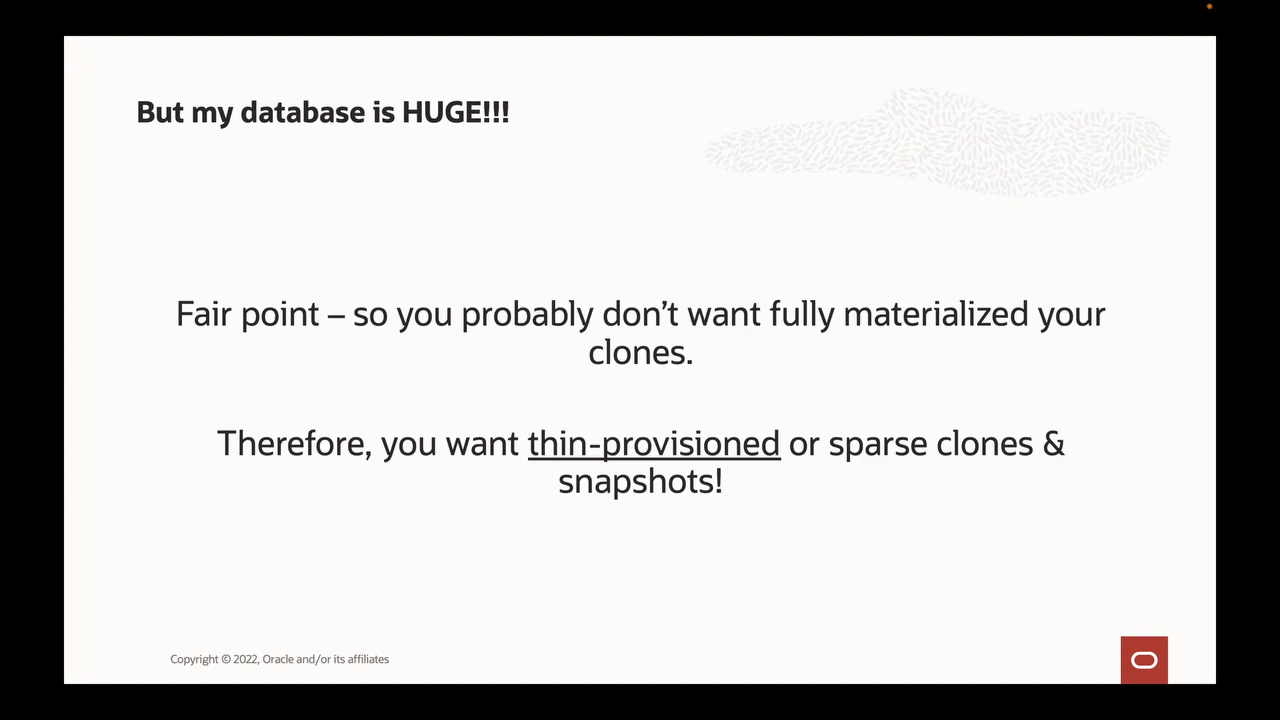 But my database is HUGE!!!
Fair point – so you probably don’t want fully materialized your
clones.
Therefore, you want thin-provisioned or sparse clones &
snapshots!
Copyright © 2022, Oracle and/or its affiliates